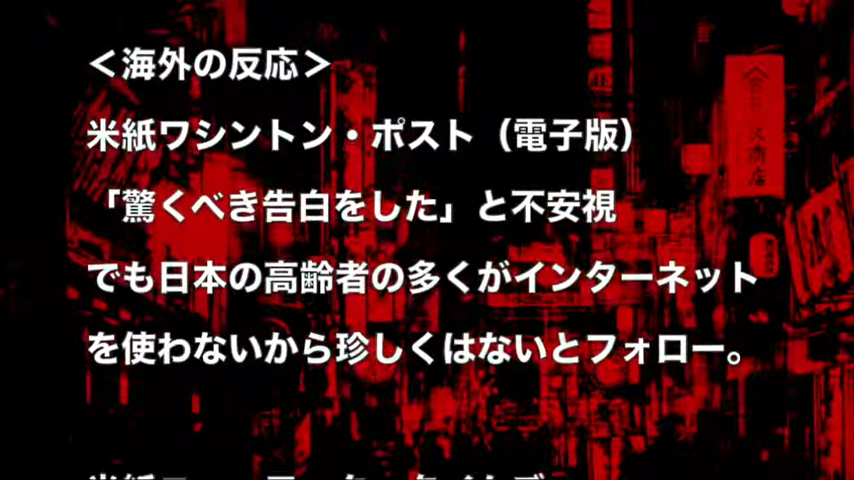 ＜海外の反応＞
米紙ワシントン・ポスト（電子版）
「驚くべき告白をした」と不安視
でも日本の高齢者の多くがインターネット
を使わないから珍しくはないとフォロー。